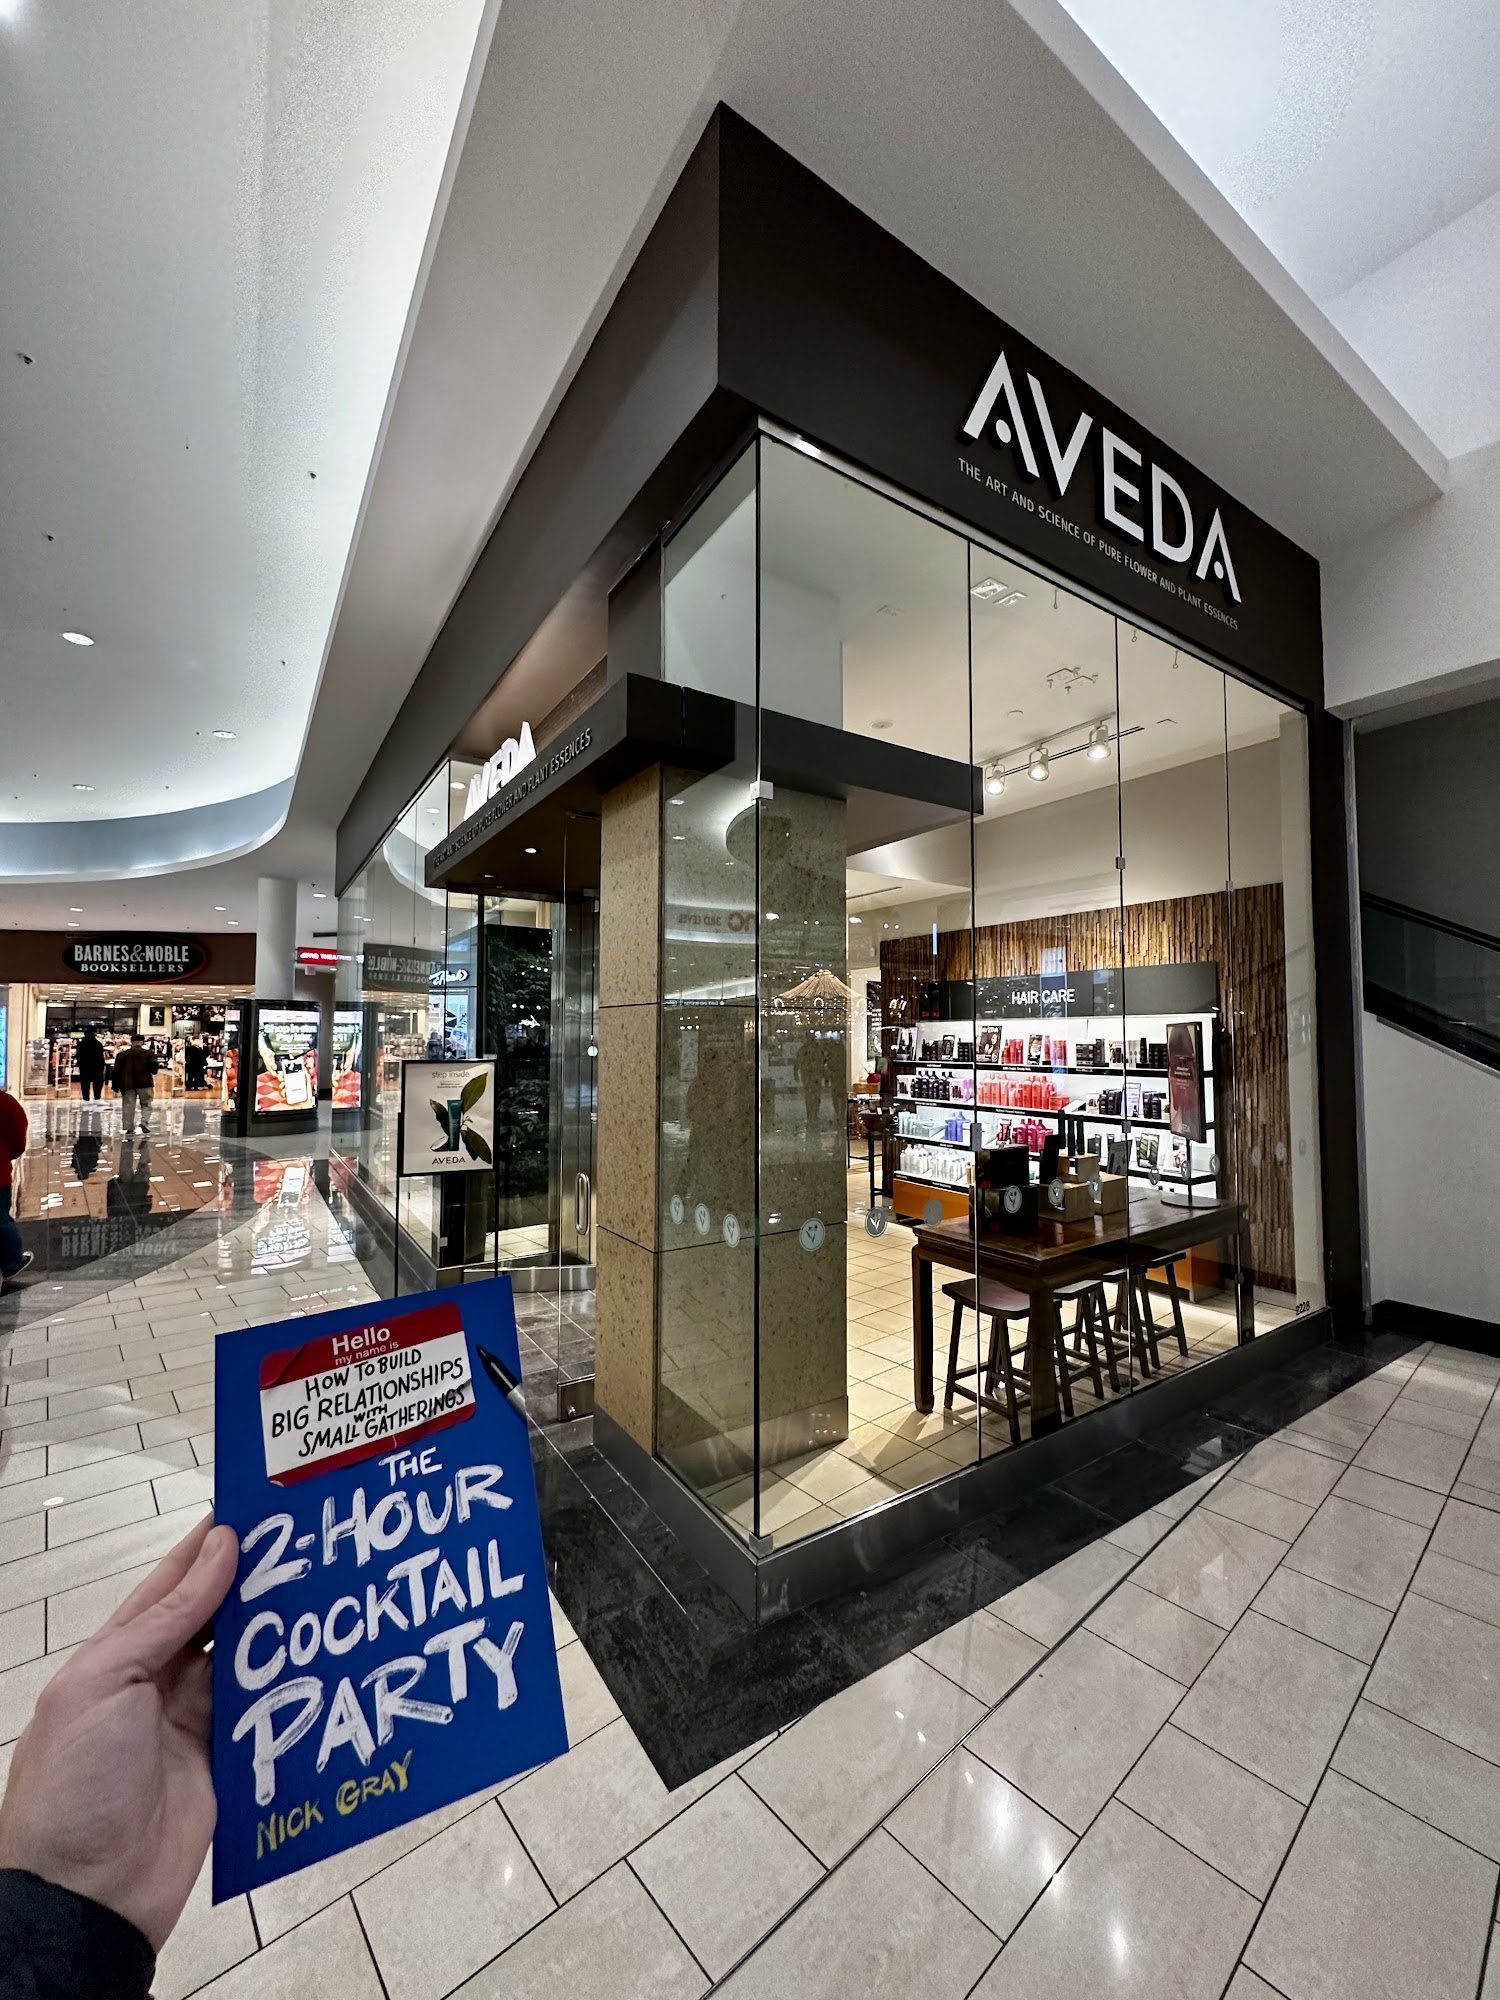 AVEDA
THE ART AND SCIENCE OF PURE FLOWER AND PLANT ESSENCES
AVEDA
THE ART AND SCIENCE OF PURE FLOWER AND PLANT ESSENCES
BARNES & NOBLE
BOOKSELLERS
HAIR CARE
step inside
AVEDA
2228
Hello
my name is
HOW TO BUILD
BIG RELATIONSHIPS
WITH
SMALL GATHERINGS
THE
2-HOUR
COCKTAIL
PARTY
NICK GRAY